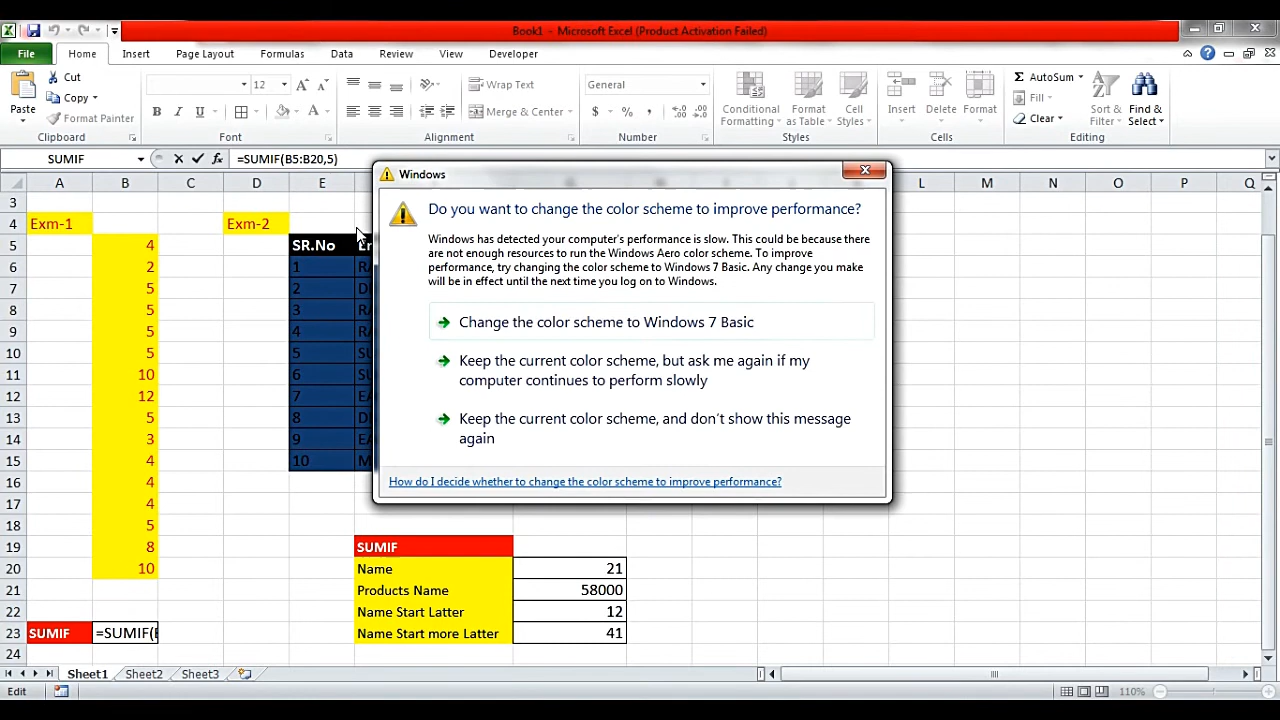 Book1 - Microsoft Excel (Product Activation Failed)
File Home Insert Page Layout Formulas Data Review View Developer
Cut
Copy
Format Painter
Paste
Clipboard
12
Font
Wrap Text
Merge & Center
Alignment
General
$ % ,
Number
Conditional Formatting
Format as Table
Cell Styles
Styles
Insert Delete Format
Cells
AutoSum
Fill
Clear
Sort & Filter
Find & Select
Editing
SUMIF =SUMIF(B5:B20,5)
A B C D E L M N O P Q
3
4 Exm-1 Exm-2
5 4 SR.No
6 2 1
7 5 2
8 5 3
9 5 4
10 5 5
11 10 6
12 12 7
13 5 8
14 3 9
15 4 10
16 4
17 4
18 5
19 8 SUMIF
20 10 Name 21
21 Products Name 58000
22 Name Start Latter 12
23 SUMIF =SUMIF(B Name Start more Latter 41
24
Windows
Do you want to change the color scheme to improve performance?
Windows has detected your computer's performance is slow. This could be because there
are not enough resources to run the Windows Aero color scheme. To improve
performance, try changing the color scheme to Windows 7 Basic. Any change you make
will be in effect until the next time you log on to Windows.
Change the color scheme to Windows 7 Basic
Keep the current color scheme, but ask me again if my
computer continues to perform slowly
Keep the current color scheme, and don't show this message
again
How do I decide whether to change the color scheme to improve performance?
Sheet1 Sheet2 Sheet3
Edit 110%